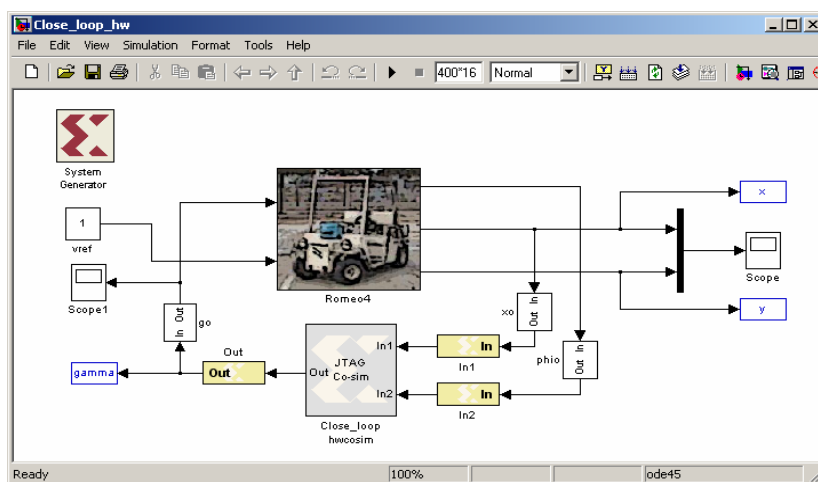 Close_loop_hw
File Edit View Simulation Format Tools Help
400*16 Normal
System
Generator
1
vref
Scope1
Romeo4
x
Scope
y
In Out
go
Out In
xo
Out In
phio
gamma
Out
Out
Out
JTAG
Co-sim
In1
In2
Close_loop
hwcosim
In
In1
In
In2
Ready 100% ode45